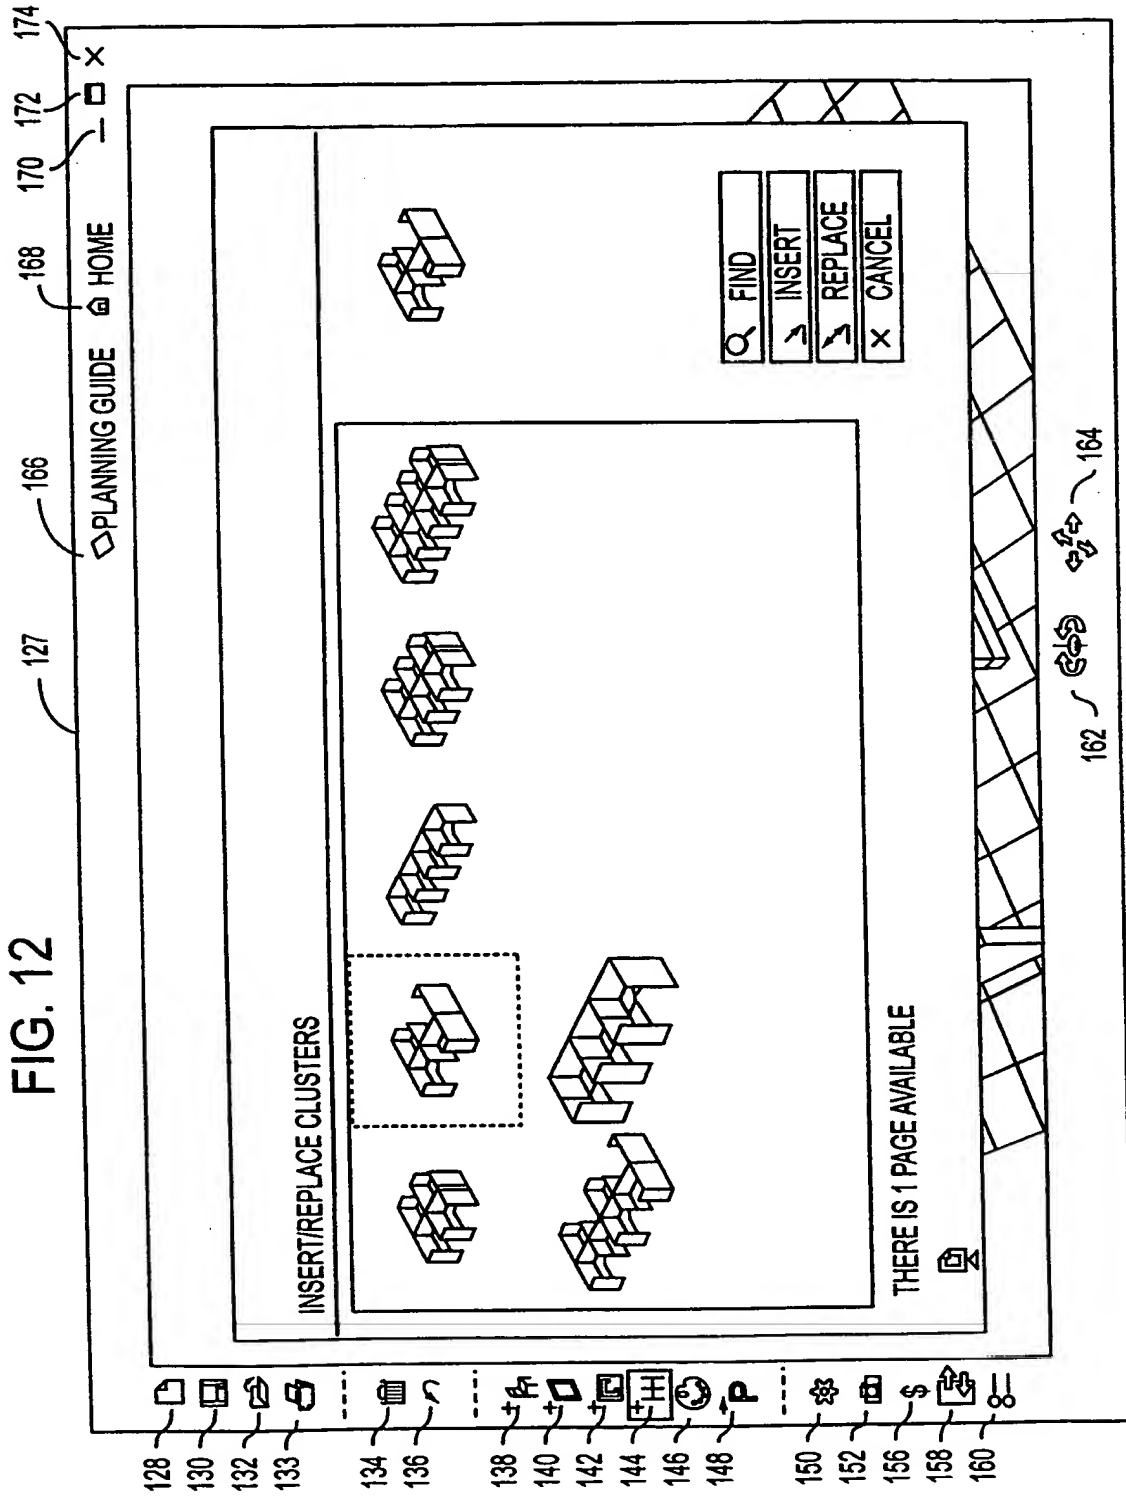 FIG. 12
127
166
168
170
172
174
PLANNING GUIDE
HOME
128
130
132
133
134
136
138
140
142
144
146
148
P
150
152
156
$
158
160
INSERT/REPLACE CLUSTERS
FIND
INSERT
REPLACE
CANCEL
THERE IS 1 PAGE AVAILABLE
162
164